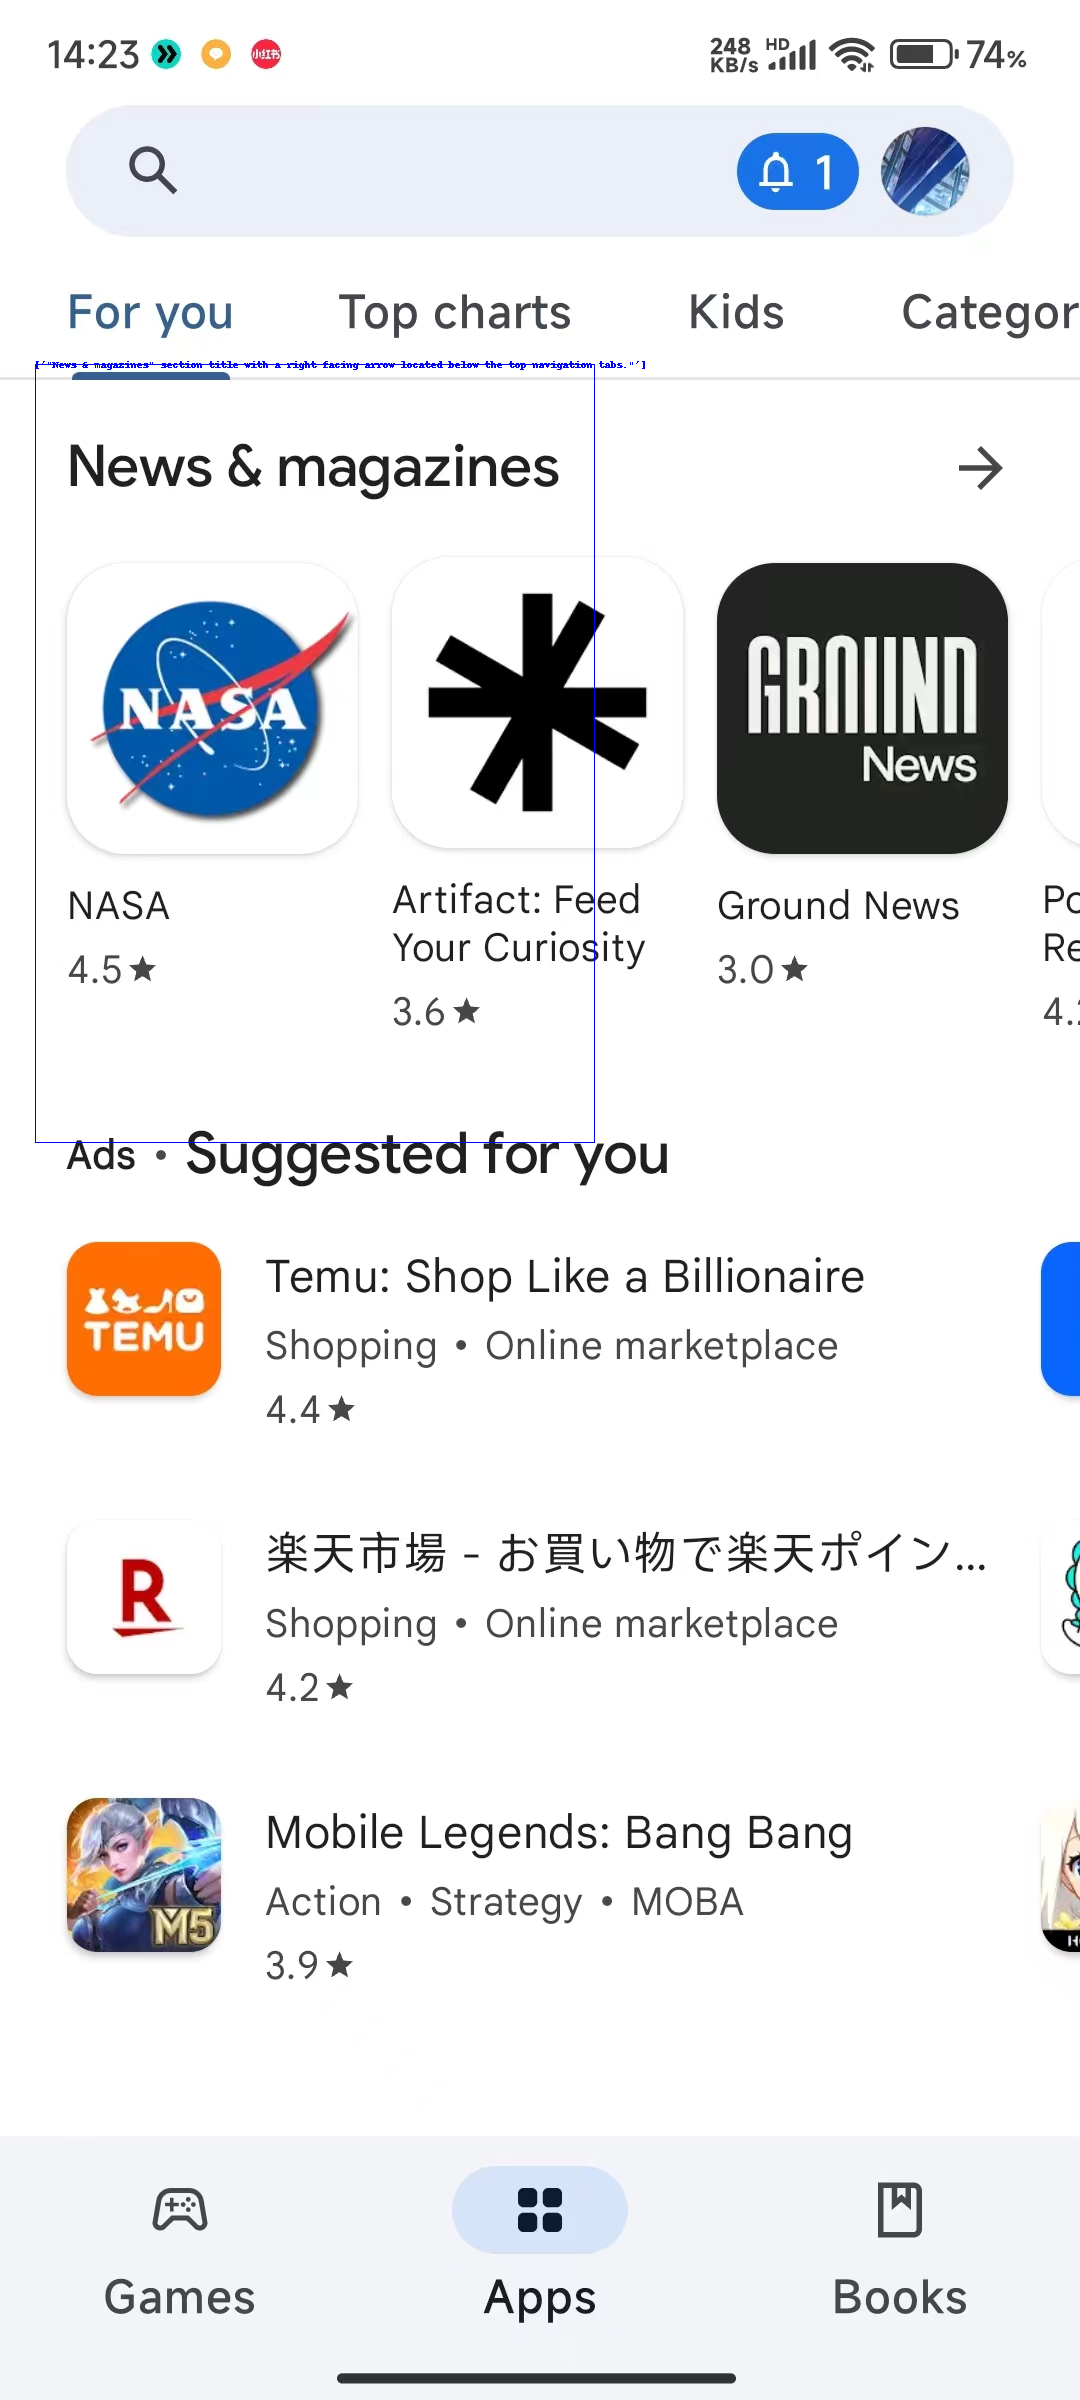 14:23
小红书
248 KB/s
HD
74%
1
For you
Top charts
Kids
Categor
['"News & magazines" section title with a right facing arrow located below the top navigation tabs."']
News & magazines
NASA
GROUND
News
NASA
4.5★
Artifact: Feed
Your Curiosity
3.6★
Ground News
3.0★
Po
Re
4.2
Ads • Suggested for you
TEMU
Temu: Shop Like a Billionaire
Shopping • Online marketplace
4.4★
R
楽天市場 - お買い物で楽天ポイン...
Shopping • Online marketplace
4.2★
M5
Mobile Legends: Bang Bang
Action • Strategy • MOBA
3.9★
Games
Apps
Books